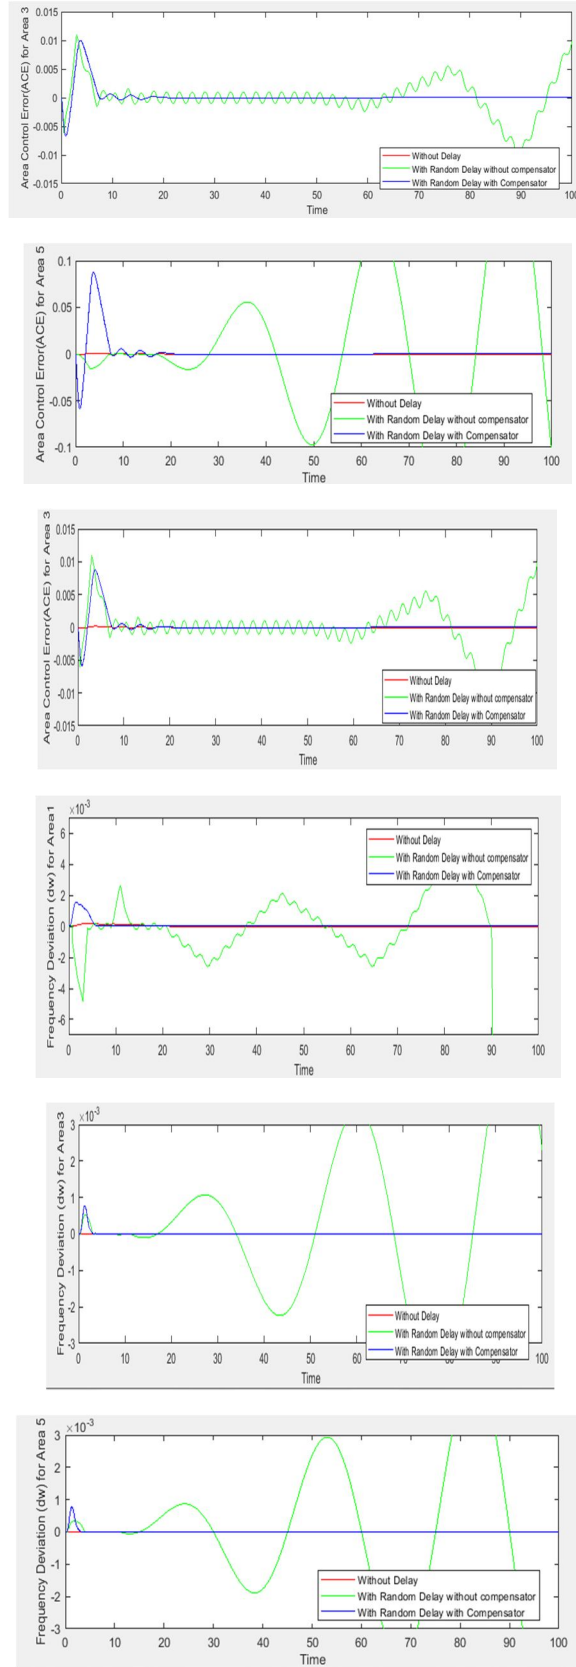 Area Control Error(ACE) for Area 3
0.015
0.01
0.005
0
-0.005
-0.01
-0.015
0 10 20 30 40 50 60 70 80 90 100
Time
Without Delay
With Random Delay without compensator
With Random Delay with Compensator
Area Control Error(ACE) for Area 5
0.1
0.05
0
-0.05
-0.1
0 10 20 30 40 50 60 70 80 90 100
Time
Without Delay
With Random Delay without compensator
With Random Delay with Compensator
Area Control Error(ACE) for Area 3
0.015
0.01
0.005
0
-0.005
-0.01
-0.015
0 10 20 30 40 50 60 70 80 90 100
Time
Without Delay
With Random Delay without compensator
With Random Delay with Compensator
Frequency Deviation (dw) for Area1
×10-3
6
4
2
0
-2
-4
-6
0 10 20 30 40 50 60 70 80 90 100
Time
Without Delay
With Random Delay without compensator
With Random Delay with Compensator
Frequency Deviation (dw) for Area3
×10-3
3
2
1
0
-1
-2
-3
0 10 20 30 40 50 60 70 80 90 100
Time
Without Delay
With Random Delay without compensator
With Random Delay with Compensator
Frequency Deviation (dw) for Area 5
×10-3
3
2
1
0
-1
-2
-3
0 10 20 30 40 50 60 70 80 90 100
Time
Without Delay
With Random Delay without compensator
With Random Delay with Compensator